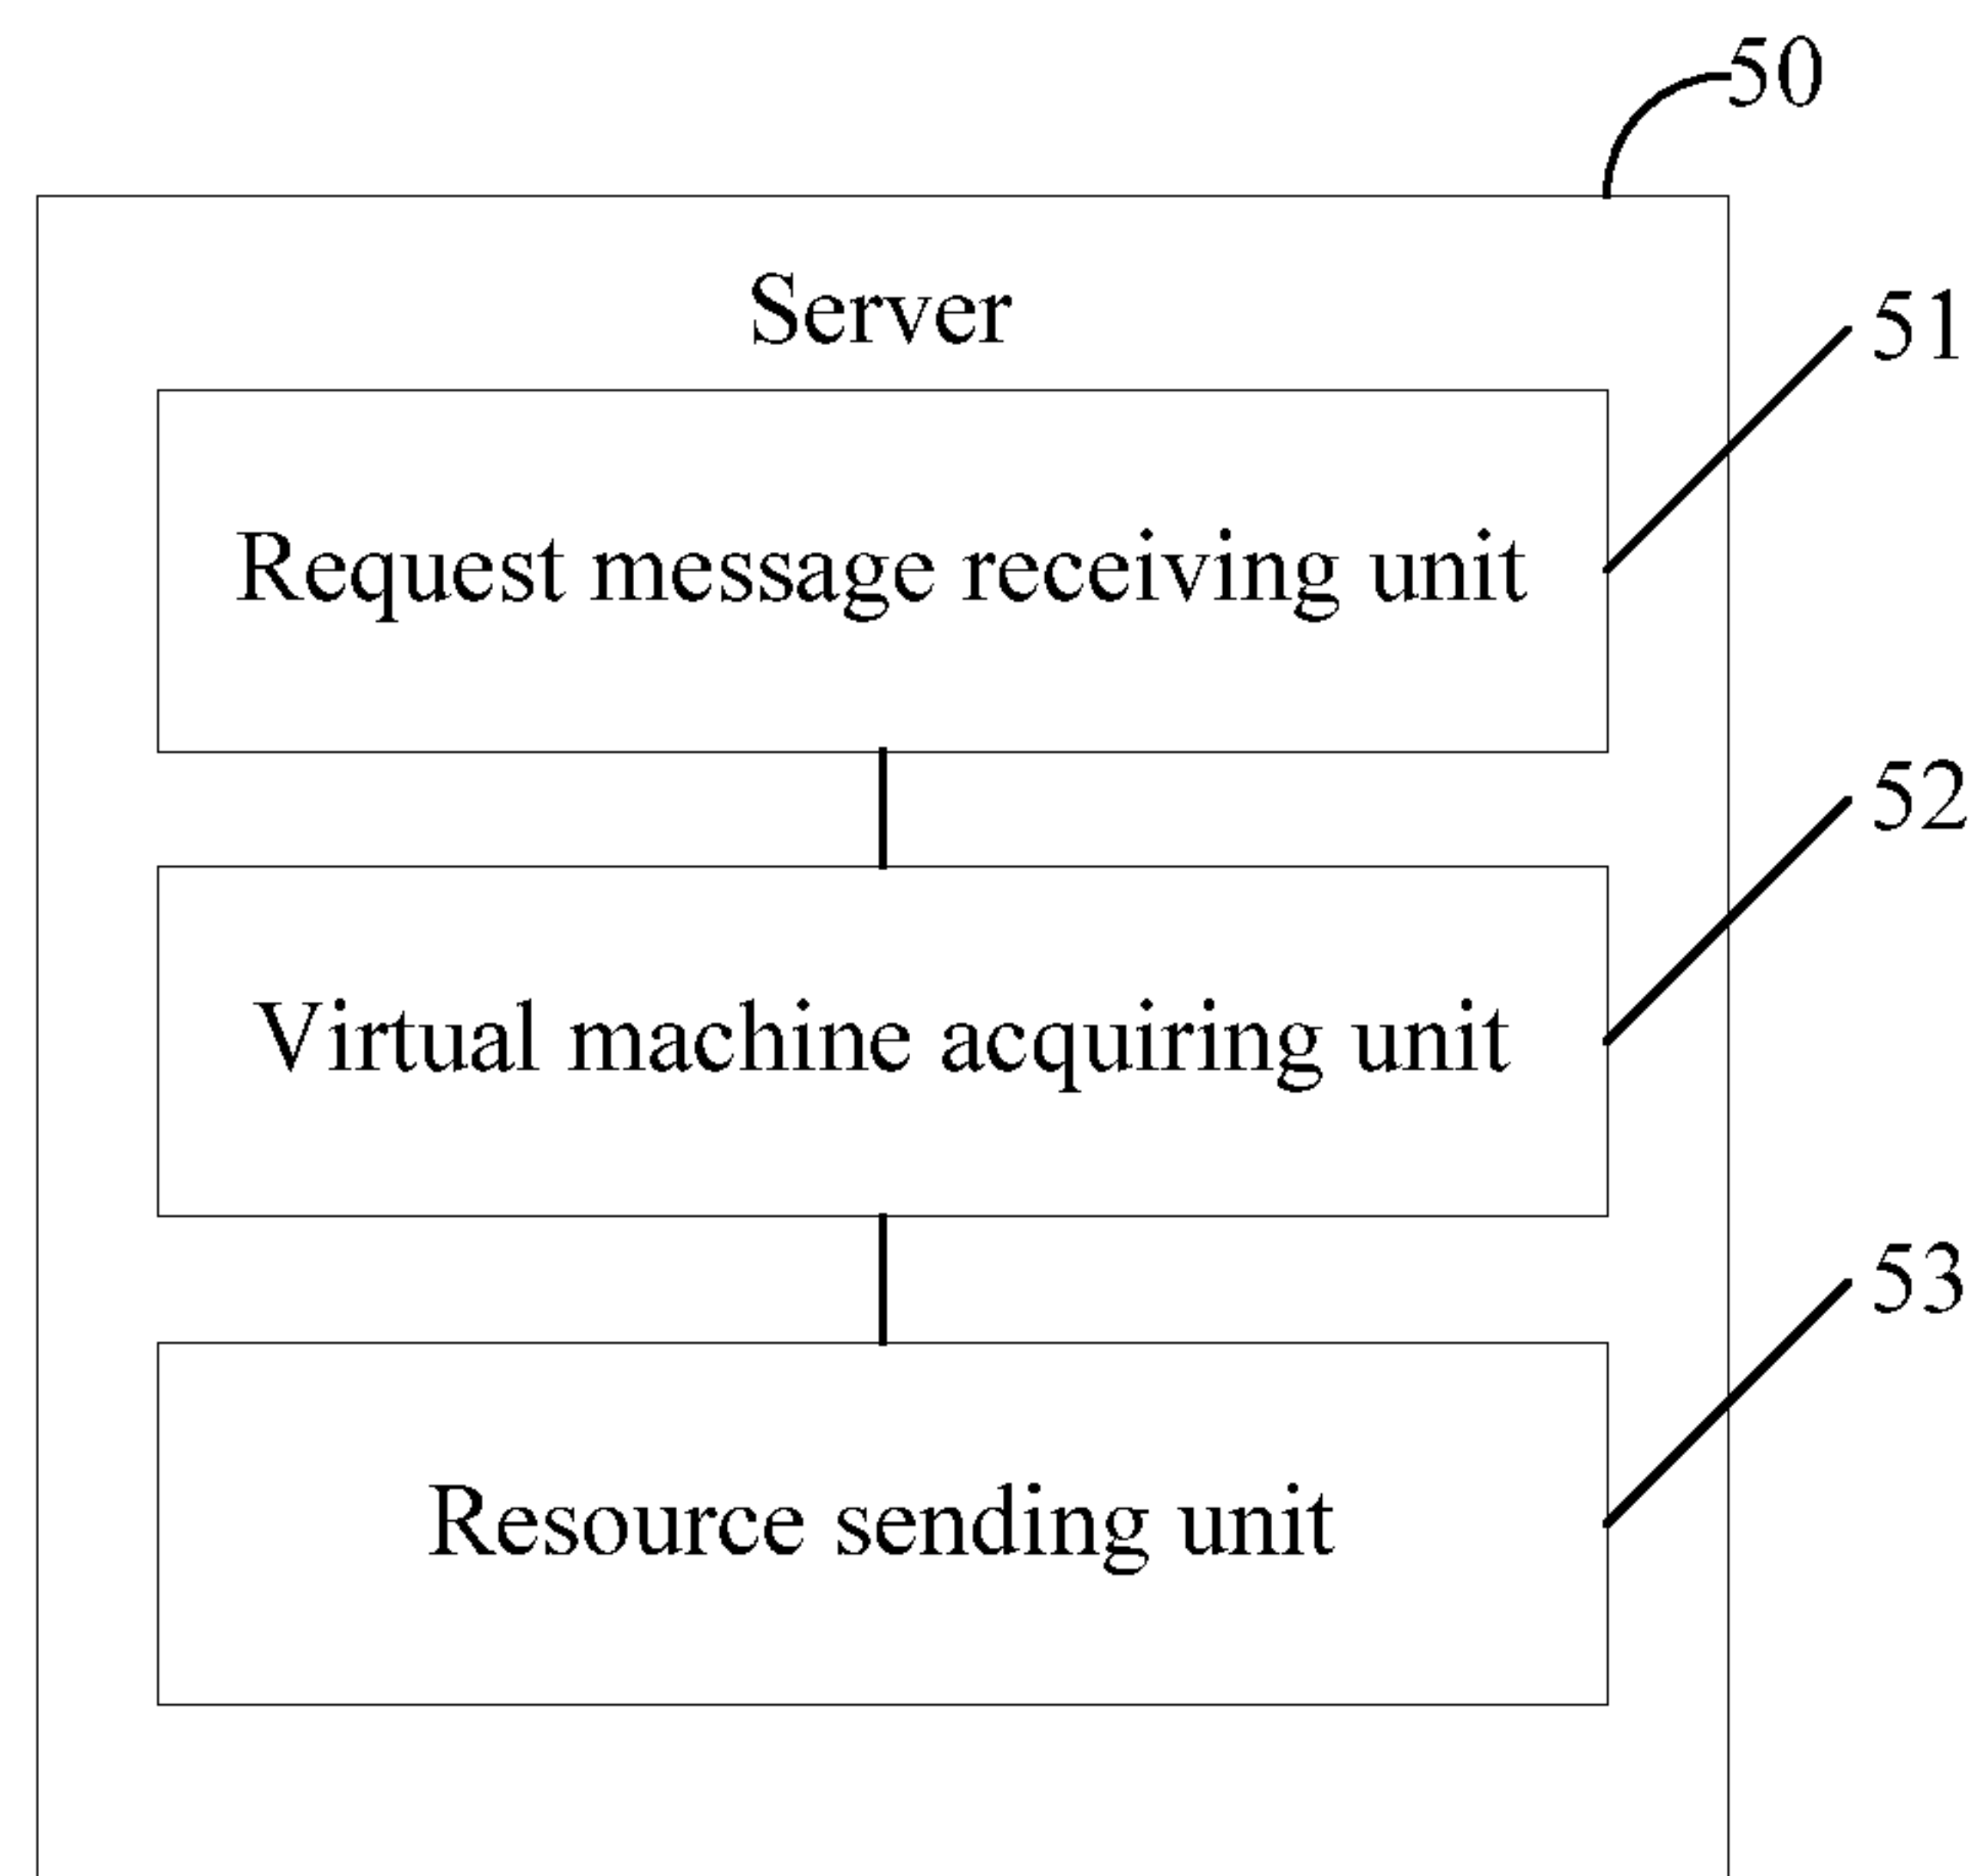 50
Server
51
Request message receiving unit
52
Virtual machine acquiring unit
53
Resource sending unit